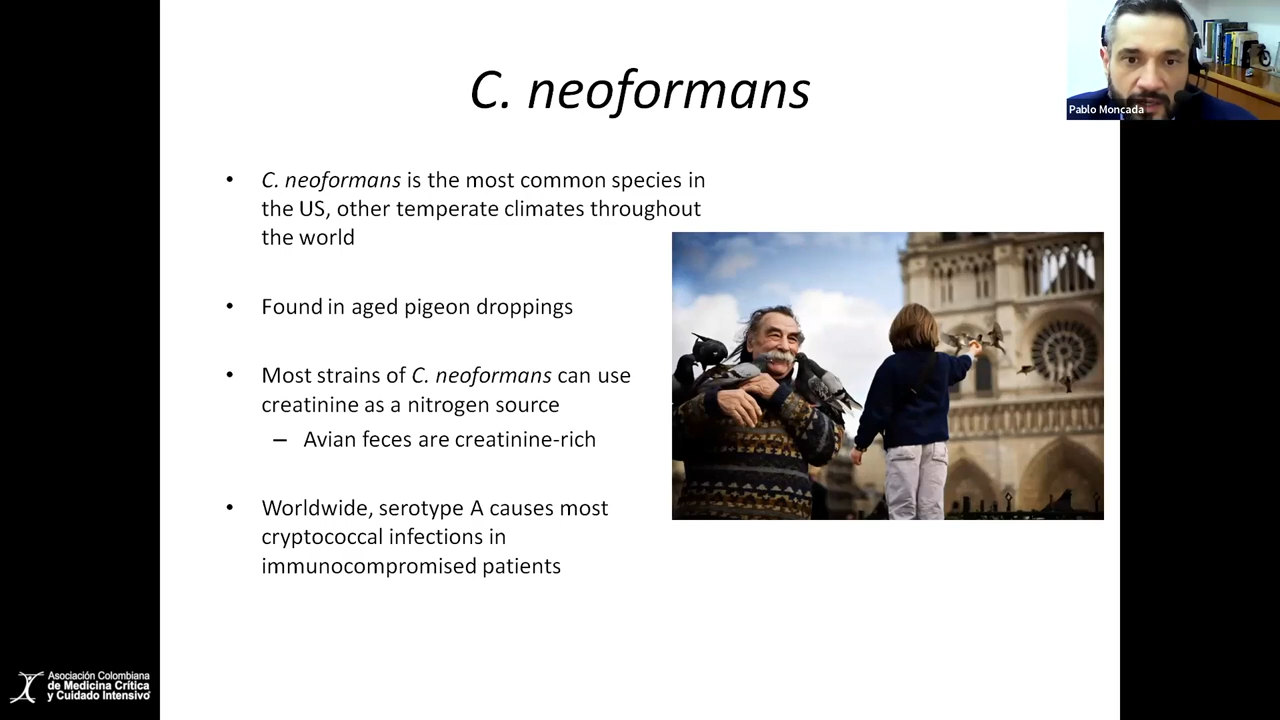 C. neoformans
Pablo Moncada
• C. neoformans is the most common species in
the US, other temperate climates throughout
the world
• Found in aged pigeon droppings
• Most strains of C. neoformans can use
creatinine as a nitrogen source
– Avian feces are creatinine-rich
• Worldwide, serotype A causes most
cryptococcal infections in
immunocompromised patients
Asociación Colombiana
de Medicina Crítica
y Cuidado Intensivo